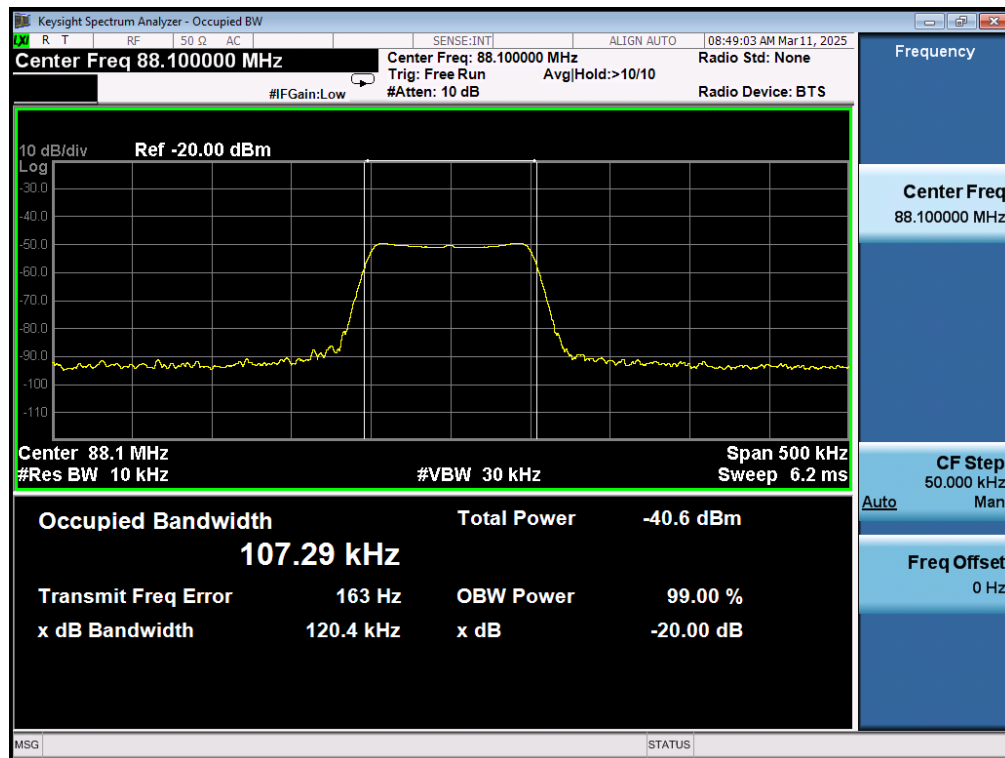 Keysight Spectrum Analyzer - Occupied BW
LXI R T RF 50 Ω AC SENSE:INT ALIGN AUTO 08:49:03 AM Mar 11, 2025
Center Freq 88.100000 MHz
#IFGain:Low
Center Freq: 88.100000 MHz
Trig: Free Run Avg|Hold:>10/10
#Atten: 10 dB
Radio Std: None
Radio Device: BTS
10 dB/div Ref -20.00 dBm
Log
-30.0
-40.0
-50.0
-60.0
-70.0
-80.0
-90.0
-100
-110
Center 88.1 MHz Span 500 kHz
#Res BW 10 kHz #VBW 30 kHz Sweep 6.2 ms
Occupied Bandwidth Total Power -40.6 dBm
107.29 kHz
Transmit Freq Error 163 Hz OBW Power 99.00 %
x dB Bandwidth 120.4 kHz x dB -20.00 dB
MSG STATUS
Frequency
Center Freq
88.100000 MHz
CF Step
50.000 kHz
Auto Man
Freq Offset
0 Hz